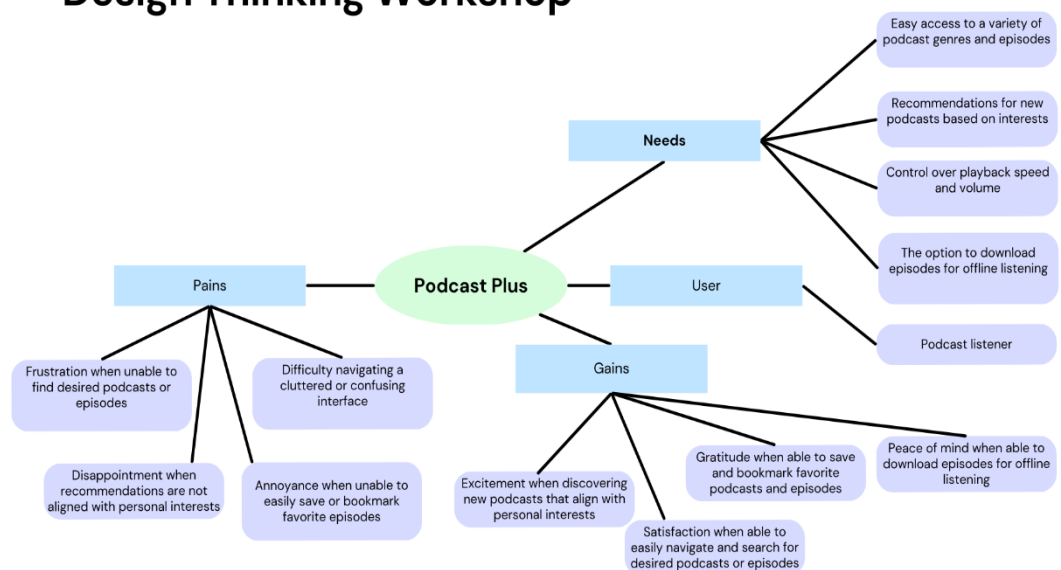 Design Thinking Workshop
Easy access to a variety of
podcast genres and episodes
Recommendations for new
podcasts based on interests
Needs
Control over playback speed
and volume
The option to download
episodes for offline listening
Podcast Plus
Pains
User
Podcast listener
Gains
Frustration when unable to
find desired podcasts or
episodes
Difficulty navigating a
cluttered or confusing
interface
Disappointment when
recommendations are not
aligned with personal interests
Annoyance when unable to
easily save or bookmark
favorite episodes
Excitement when discovering
new podcasts that align with
personal interests
Satisfaction when able to
easily navigate and search for
desired podcasts or episodes
Gratitude when able to save
and bookmark favorite
podcasts and episodes
Peace of mind when able to
download episodes for offline
listening